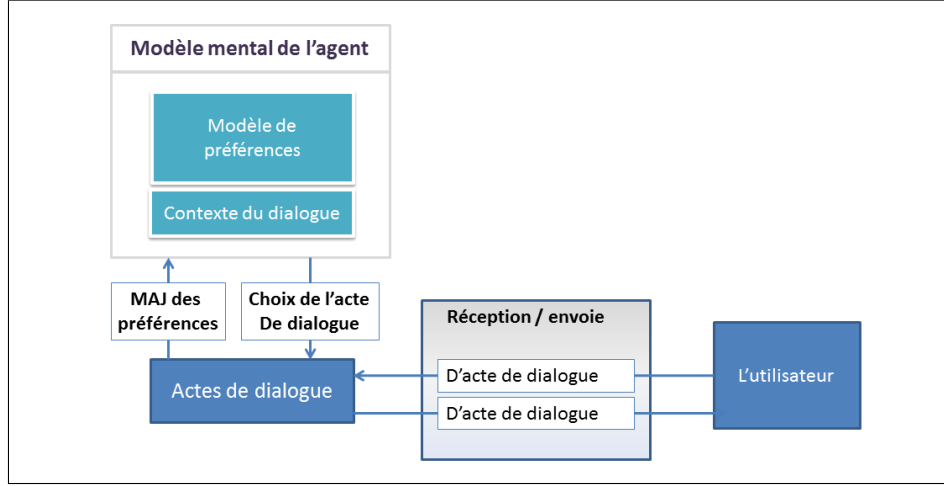 Modèle mental de l'agent
Modèle de
préférences
Contexte du dialogue
MAJ des
préférences
Choix de l'acte
De dialogue
Réception / envoie
Actes de dialogue
D'acte de dialogue
D'acte de dialogue
L'utilisateur